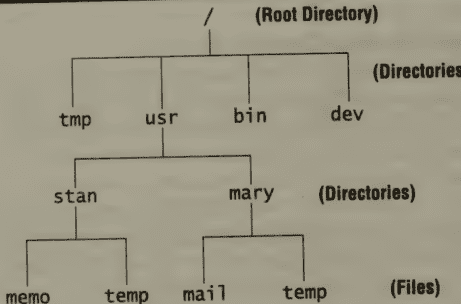 / (Root Directory)
(Directories
tmp usr bin dev
stan mary (Directories)
memo temp mail temp (Files)